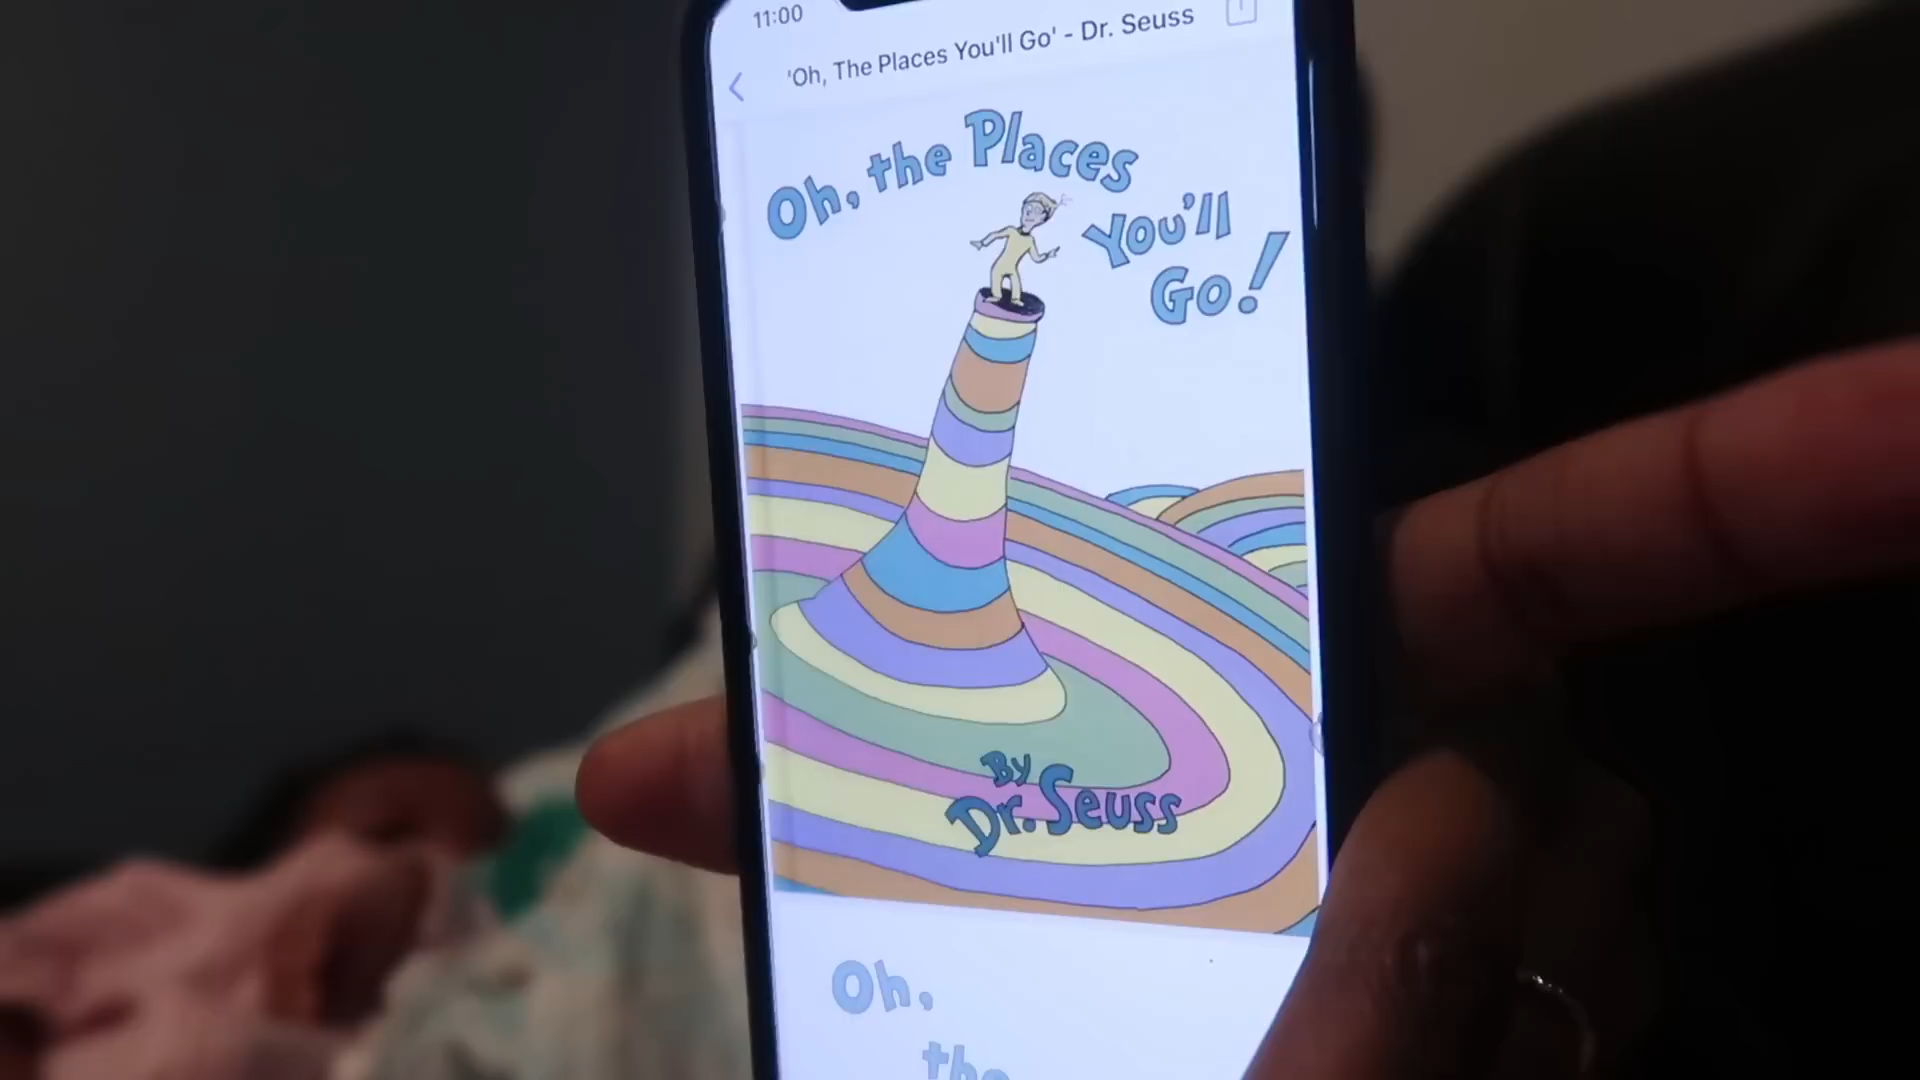 11:00
'Oh, The Places You'll Go' - Dr. Seuss
Oh, the Places
You'll
Go!
By
Dr. Seuss
Oh,
the